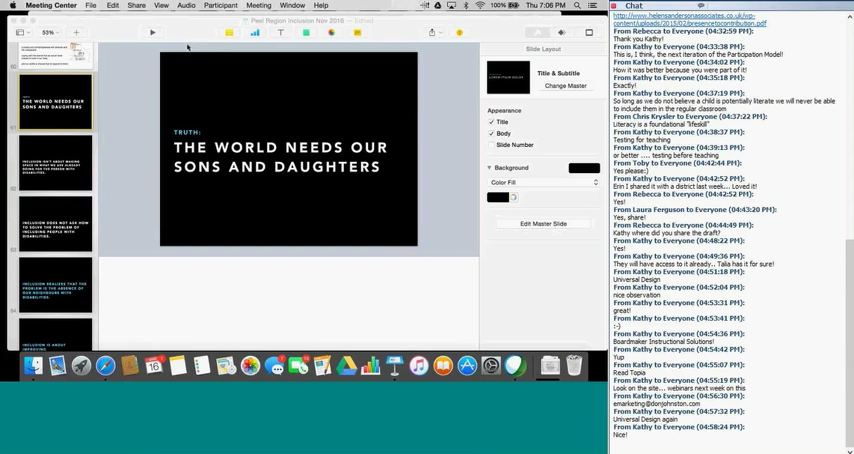 Meeting Center File Edit Share View Audio Participant Meeting Window Help
100% Thu 7:06 PM
Peel Region Inclusion Nov 2016 — Edited
53%
60
TRUTH:
THE WORLD NEEDS OUR
SONS AND DAUGHTERS
61
INCLUSION ISN'T ABOUT MAKING
SPACE IN WHAT WE ARE ALREADY
DOING FOR THE PERSON WITH
DISABILITIES.
62
INCLUSION DOES NOT ASK HOW
TO SOLVE THE PROBLEM OF
INCLUDING PEOPLE WITH
DISABILITIES.
63
INCLUSION REALIZES THAT THE
PROBLEM IS THE ABSENCE OF
OUR NEIGHBOURS WITH
DISABILITIES.
64
INCLUSION IS ABOUT
IMPROVING
TRUTH:
THE WORLD NEEDS OUR
SONS AND DAUGHTERS
Slide Layout
Title & Subtitle
Change Master
Appearance
Title
Body
Slide Number
Background
Color Fill
Edit Master Slide
16
Chat
http://www.helensandersonassociates.co.uk/wp-
content/uploads/2015/02/presencetocontribution.pdf
From Rebecca to Everyone (04:32:59 PM):
Thank you Kathy!
From Kathy to Everyone (04:33:38 PM):
This is, I think, the next iteration of the Participation Model!
From Kathy to Everyone (04:34:02 PM):
How it was better because you were part of it!
From Kathy to Everyone (04:35:18 PM):
Exactly!
From Kathy to Everyone (04:37:19 PM):
So long as we do not believe a child is potentially literate we will never be able
to include them in the regular classroom
From Chris Krysler to Everyone (04:37:22 PM):
Literacy is a foundational "lifeskill"
From Kathy to Everyone (04:38:37 PM):
Testing for teaching
From Kathy to Everyone (04:39:13 PM):
or better .... testing before teaching
From Toby to Everyone (04:42:44 PM):
Yes please:)
From Kathy to Everyone (04:42:52 PM):
Erin I shared it with a district last week... Loved it!
From Rebecca to Everyone (04:42:52 PM):
Yes!
From Laura Ferguson to Everyone (04:43:20 PM):
Yes, share!
From Rebecca to Everyone (04:44:49 PM):
Kathy where did you share the draft?
From Kathy to Everyone (04:48:22 PM):
Yes!
From Kathy to Everyone (04:49:36 PM):
They will have access to it already.. Talia has it for sure!
From Kathy to Everyone (04:51:18 PM):
Universal Design
From Kathy to Everyone (04:52:04 PM):
nice observation
From Kathy to Everyone (04:53:31 PM):
great!
From Kathy to Everyone (04:53:41 PM):
:-)
From Kathy to Everyone (04:54:36 PM):
Boardmaker Instructional Solutions!
From Kathy to Everyone (04:54:42 PM):
Yup
From Kathy to Everyone (04:55:07 PM):
Read Topia
From Kathy to Everyone (04:55:19 PM):
Look on the site... webinars next week on this
From Kathy to Everyone (04:56:30 PM):
emarketing@donjohnston.com
From Kathy to Everyone (04:57:32 PM):
Universal Design again
From Kathy to Everyone (04:58:24 PM):
Nice!